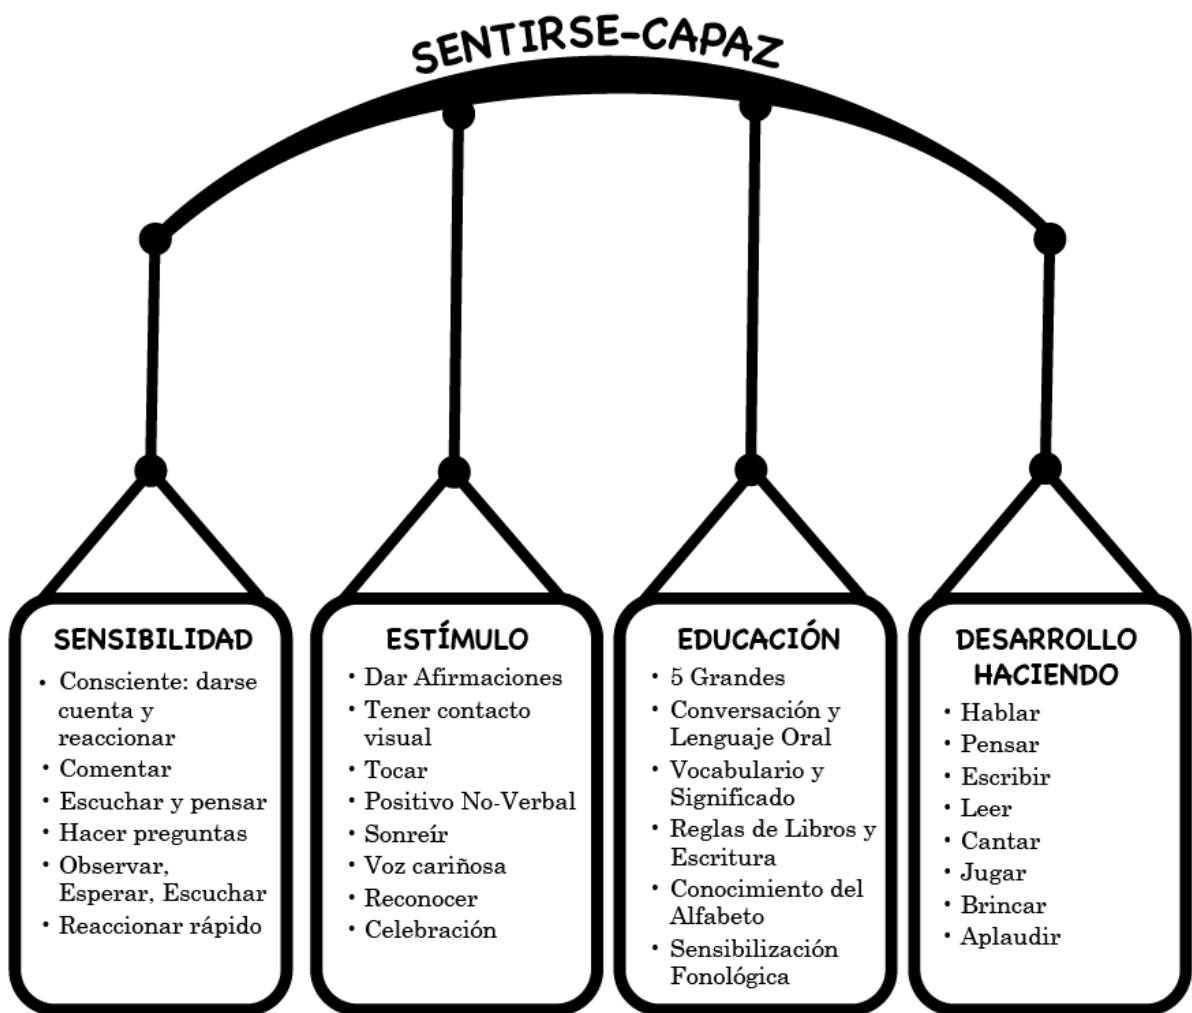 SENTIRSE-CAPAZ
SENSIBILIDAD
• Consciente: darse
cuenta y
reaccionar
• Comentar
• Escuchar y pensar
• Hacer preguntas
• Observar,
Esperar, Escuchar
• Reaccionar rápido
ESTÍMULO
• Dar Afirmaciones
• Tener contacto
visual
• Tocar
• Positivo No-Verbal
• Sonreír
• Voz cariñosa
• Reconocer
• Celebración
EDUCACIÓN
• 5 Grandes
• Conversación y
Lenguaje Oral
• Vocabulario y
Significado
• Reglas de Libros y
Escritura
• Conocimiento del
Alfabeto
• Sensibilización
Fonológica
DESARROLLO
HACIENDO
• Hablar
• Pensar
• Escribir
• Leer
• Cantar
• Jugar
• Brincar
• Aplaudir